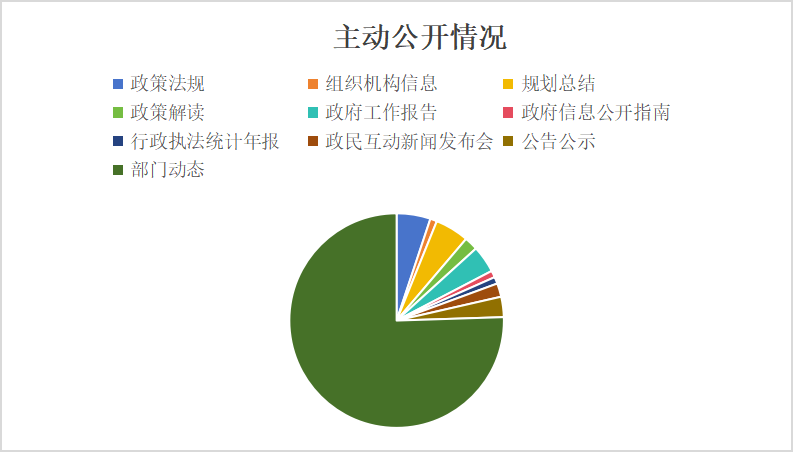 主动公开情况
政策法规 组织机构信息 规划总结
政策解读 政府工作报告 政府信息公开指南
行政执法统计年报 政民互动新闻发布会 公告公示
部门动态